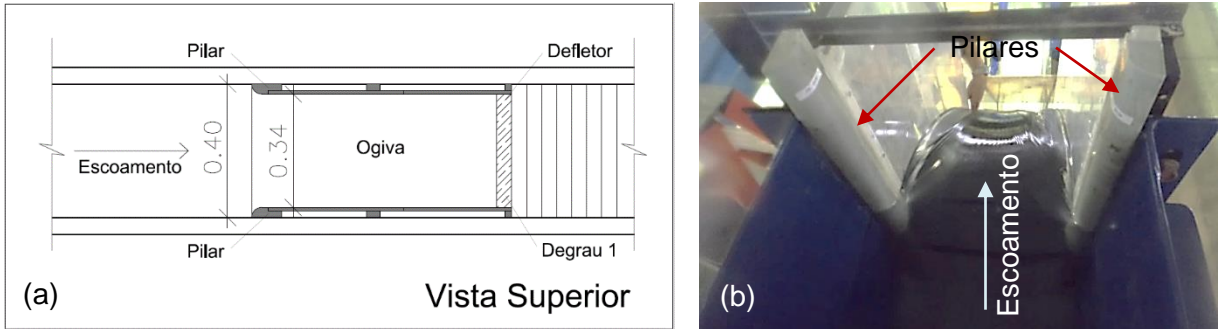 Pilar
Defletor
0.40
0.34
Ogiva
Escoamento
Pilar
Degrau 1
(a)
Vista Superior
Pilares
Escoamento
(b)